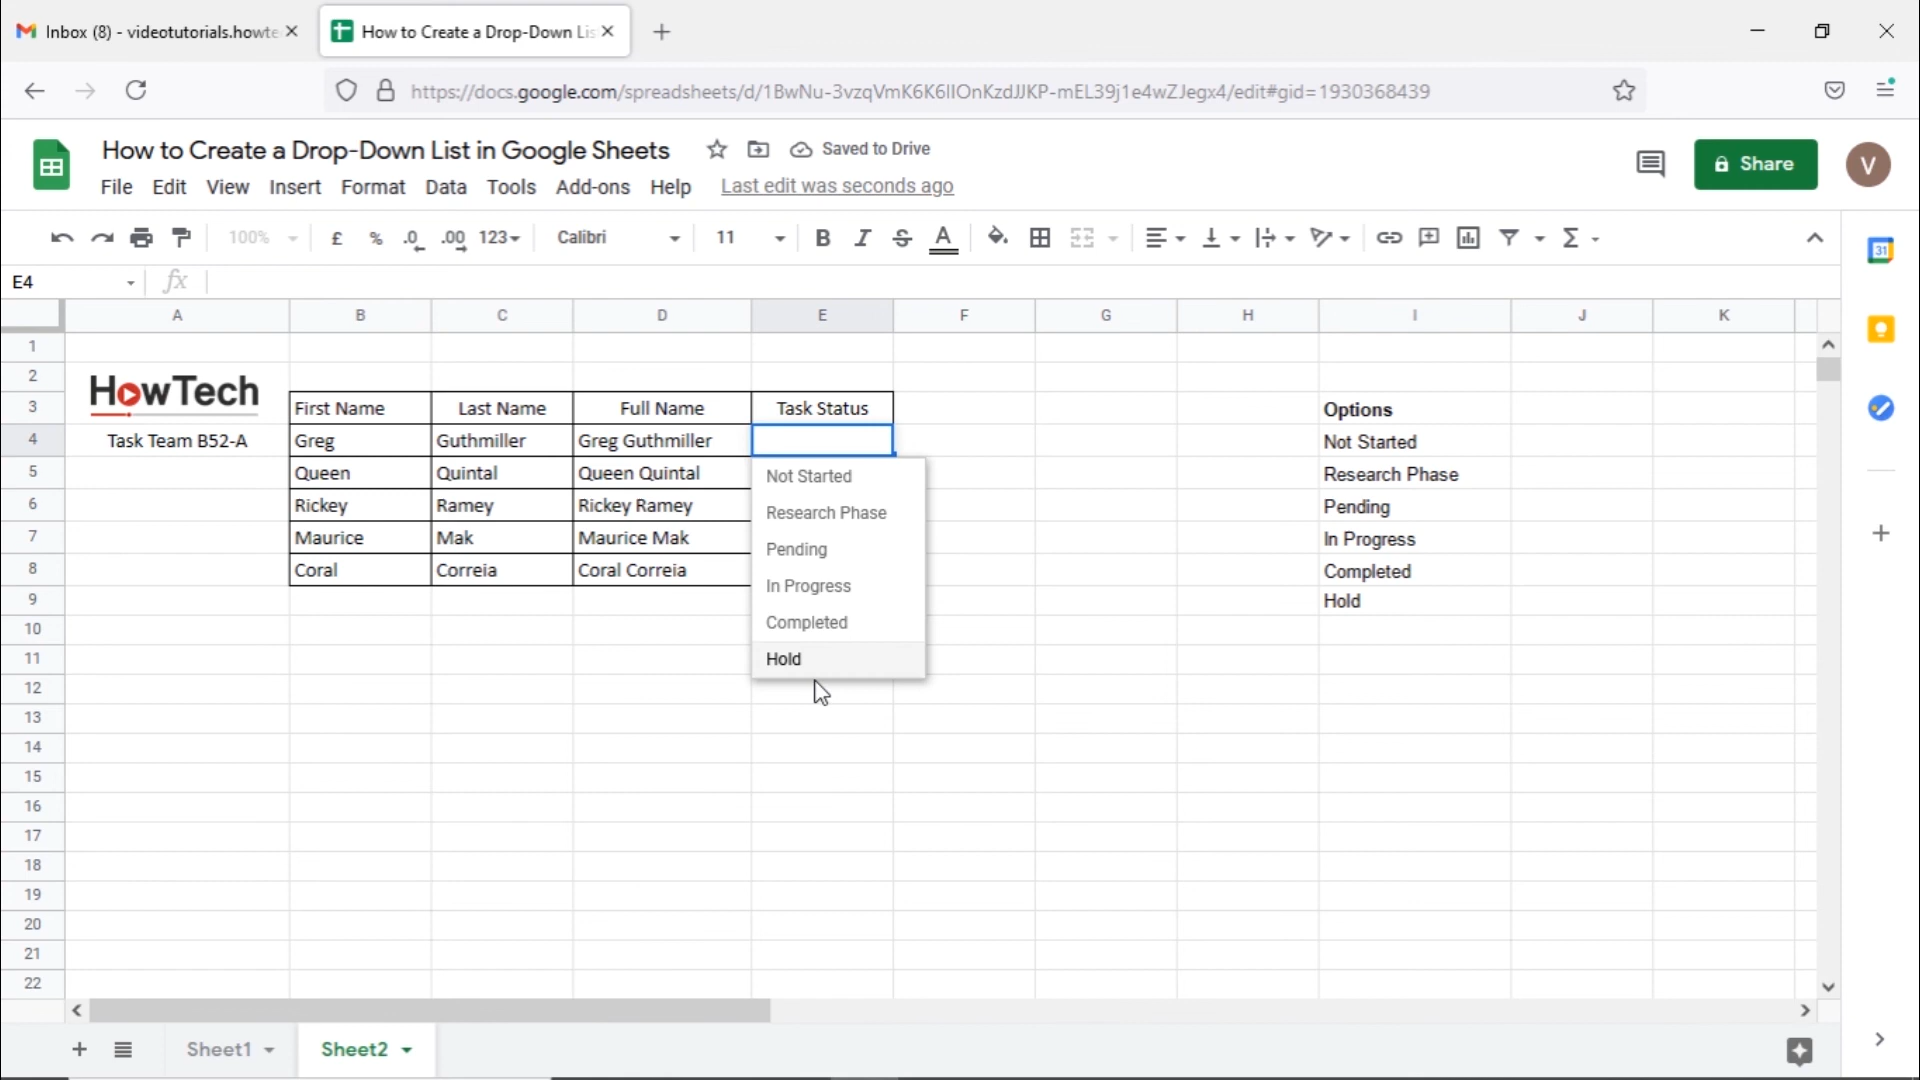 Inbox (8) - videotutorials.howte
How to Create a Drop-Down Lis
https://docs.google.com/spreadsheets/d/1BwNu-3vzqVmK6K6lIOnKzdJJKP-mEL39j1e4wZJegx4/edit#gid=1930368439
How to Create a Drop-Down List in Google Sheets
Saved to Drive
Share
V
File Edit View Insert Format Data Tools Add-ons Help Last edit was seconds ago
100% £ % .0 .00 123 Calibri 11 B I S A Σ
31
E4 fx
A B C D E F G H I J K
1
2
HowTech
3 First Name Last Name Full Name Task Status Options
4 Task Team B52-A Greg Guthmiller Greg Guthmiller Not Started
5 Queen Quintal Queen Quintal Not Started Research Phase
6 Rickey Ramey Rickey Ramey Research Phase Pending
7 Maurice Mak Maurice Mak Pending In Progress
8 Coral Correia Coral Correia In Progress Completed
9 Hold
10 Completed
11 Hold
12
13
14
15
16
17
18
19
20
21
22
Sheet1 Sheet2